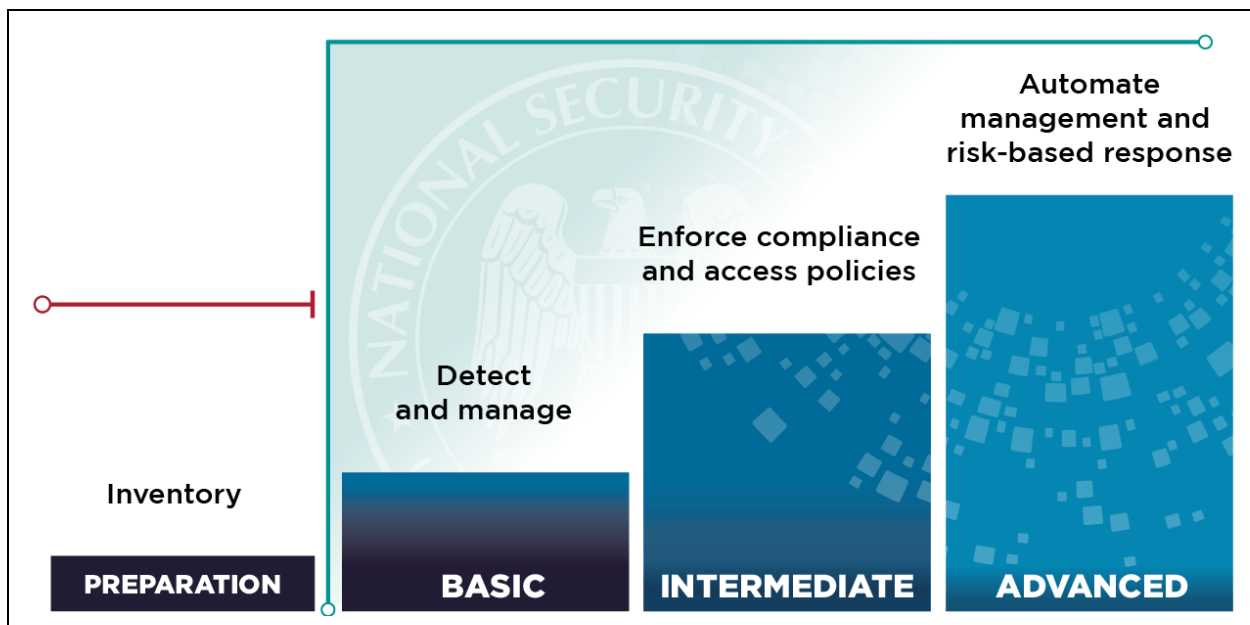 Automate
management and
risk-based response
Enforce compliance
and access policies
Detect
and manage
Inventory
PREPARATION
BASIC
INTERMEDIATE
ADVANCED
NATIONAL SECURITY